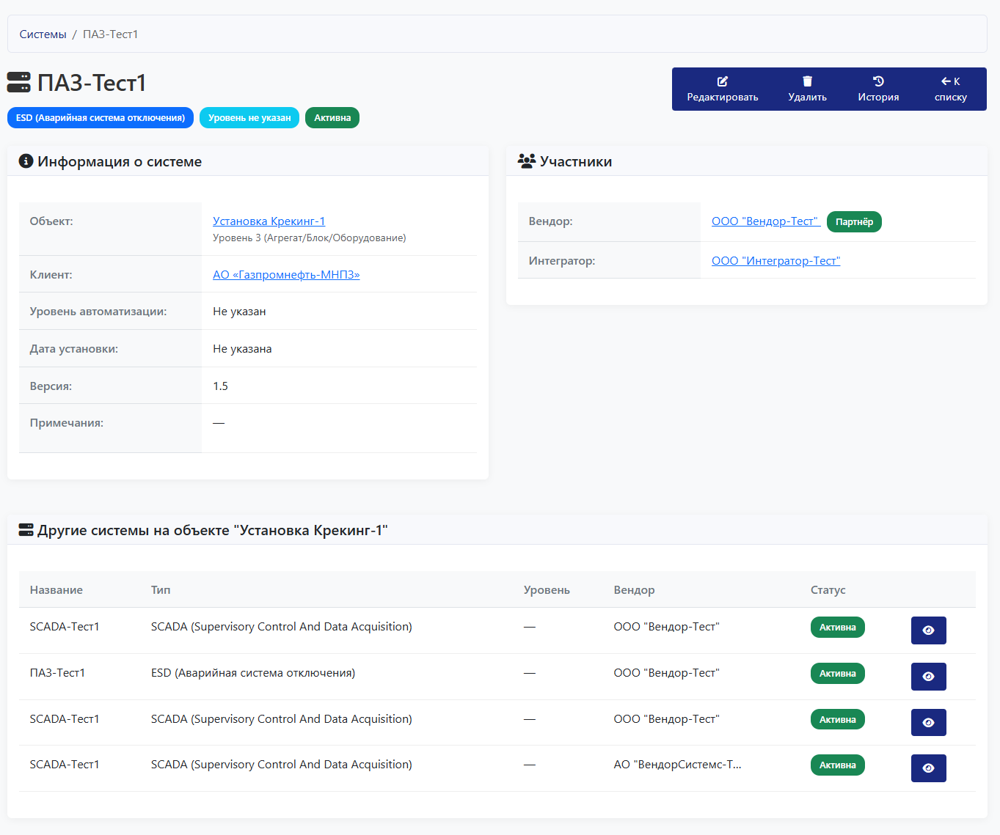 Системы / ПАЗ-Тест1
ПАЗ-Тест1
Редактировать
Удалить
История
К списку
ESD (Аварийная система отключения) Уровень не указан Активна
Информация о системе
Объект: Установка Крекинг-1
Уровень 3 (Агрегат/Блок/Оборудование)
Клиент: АО «Газпромнефть-МНПЗ»
Уровень автоматизации: Не указан
Дата установки: Не указана
Версия: 1.5
Примечания: —
Участники
Вендор: ООО "Вендор-Тест" Партнёр
Интегратор: ООО "Интегратор-Тест"
Другие системы на объекте "Установка Крекинг-1"
Название Тип Уровень Вендор Статус
SCADA-Тест1 SCADA (Supervisory Control And Data Acquisition) — ООО "Вендор-Тест" Активна
ПАЗ-Тест1 ESD (Аварийная система отключения) — ООО "Вендор-Тест" Активна
SCADA-Тест1 SCADA (Supervisory Control And Data Acquisition) — ООО "Вендор-Тест" Активна
SCADA-Тест1 SCADA (Supervisory Control And Data Acquisition) — АО "ВендорСистемс-Т... Активна